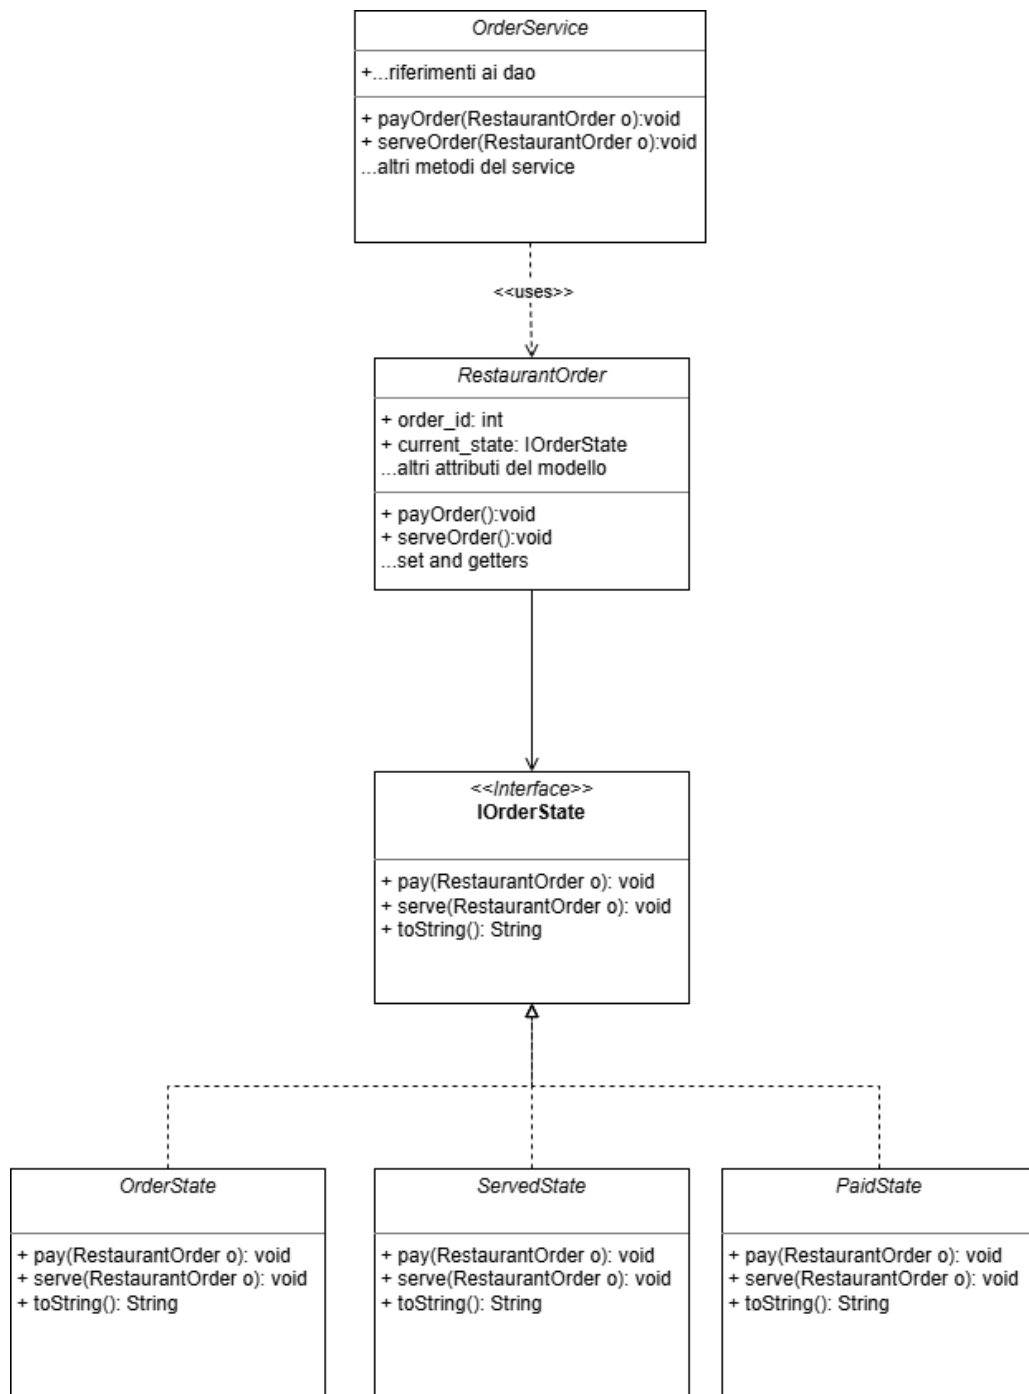 OrderService
+...riferimenti ai dao
+ payOrder(RestaurantOrder o):void
+ serveOrder(RestaurantOrder o):void
...altri metodi del service
<<uses>>
RestaurantOrder
+ order_id: int
+ current_state: IOrderState
...altri attributi del modello
+ payOrder():void
+ serveOrder():void
...set and getters
<<Interface>>
IOrderState
+ pay(RestaurantOrder o): void
+ serve(RestaurantOrder o): void
+ toString(): String
OrderState
+ pay(RestaurantOrder o): void
+ serve(RestaurantOrder o): void
+ toString(): String
ServedState
+ pay(RestaurantOrder o): void
+ serve(RestaurantOrder o): void
+ toString(): String
PaidState
+ pay(RestaurantOrder o): void
+ serve(RestaurantOrder o): void
+ toString(): String